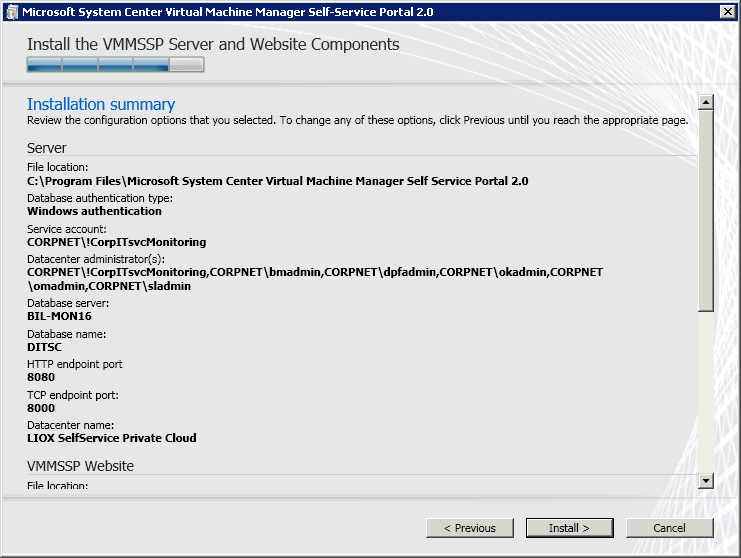 Microsoft System Center Virtual Machine Manager Self-Service Portal 2.0
Install the VMMSSP Server and Website Components
Installation summary
Review the configuration options that you selected. To change any of these options, click Previous until you reach the appropriate page.
Server
File location:
C:\Program Files\Microsoft System Center Virtual Machine Manager Self Service Portal 2.0
Database authentication type:
Windows authentication
Service account:
CORPNET\!CorpITsvcMonitoring
Datacenter administrator(s):
CORPNET\!CorpITsvcMonitoring,CORPNET\bmadmin,CORPNET\dpfadmin,CORPNET\okadmin,CORPNET
\omadmin,CORPNET\sladmin
Database server:
BIL-MON16
Database name:
DITSC
HTTP endpoint port
8080
TCP endpoint port:
8000
Datacenter name:
LIOX SelfService Private Cloud
VMMSSP Website
File location:
< Previous
Install >
Cancel